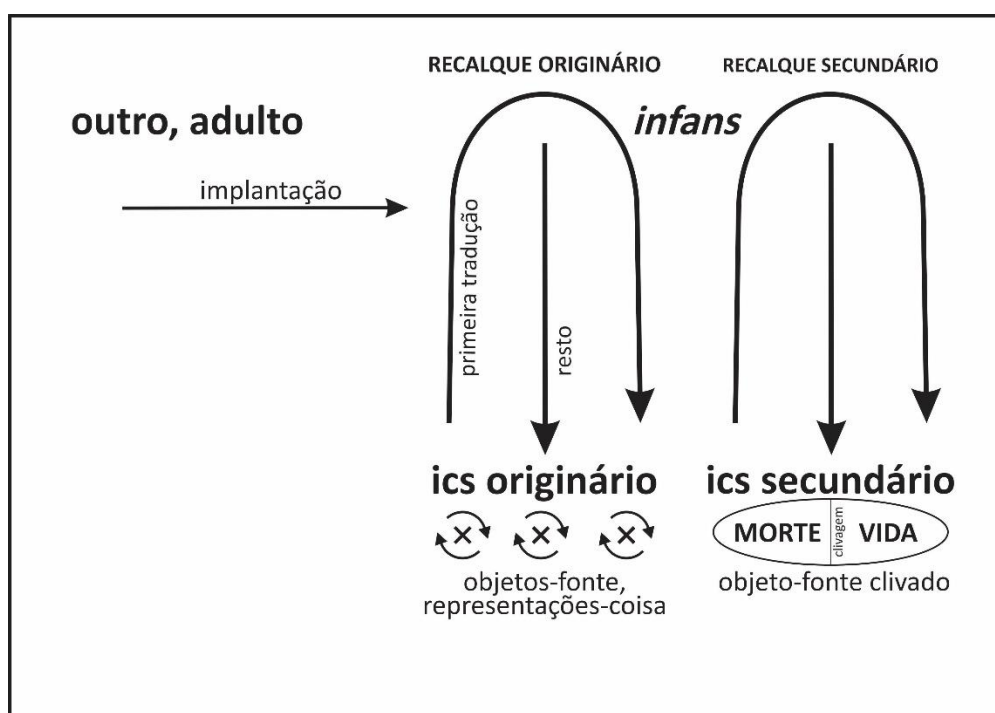 RECALQUE ORIGINÁRIO
RECALQUE SECUNDÁRIO
outro, adulto
infans
implantação
primeira tradução
resto
ics originário
ics secundário
MORTE
clivagem
VIDA
objetos-fonte,
representações-coisa
objeto-fonte clivado